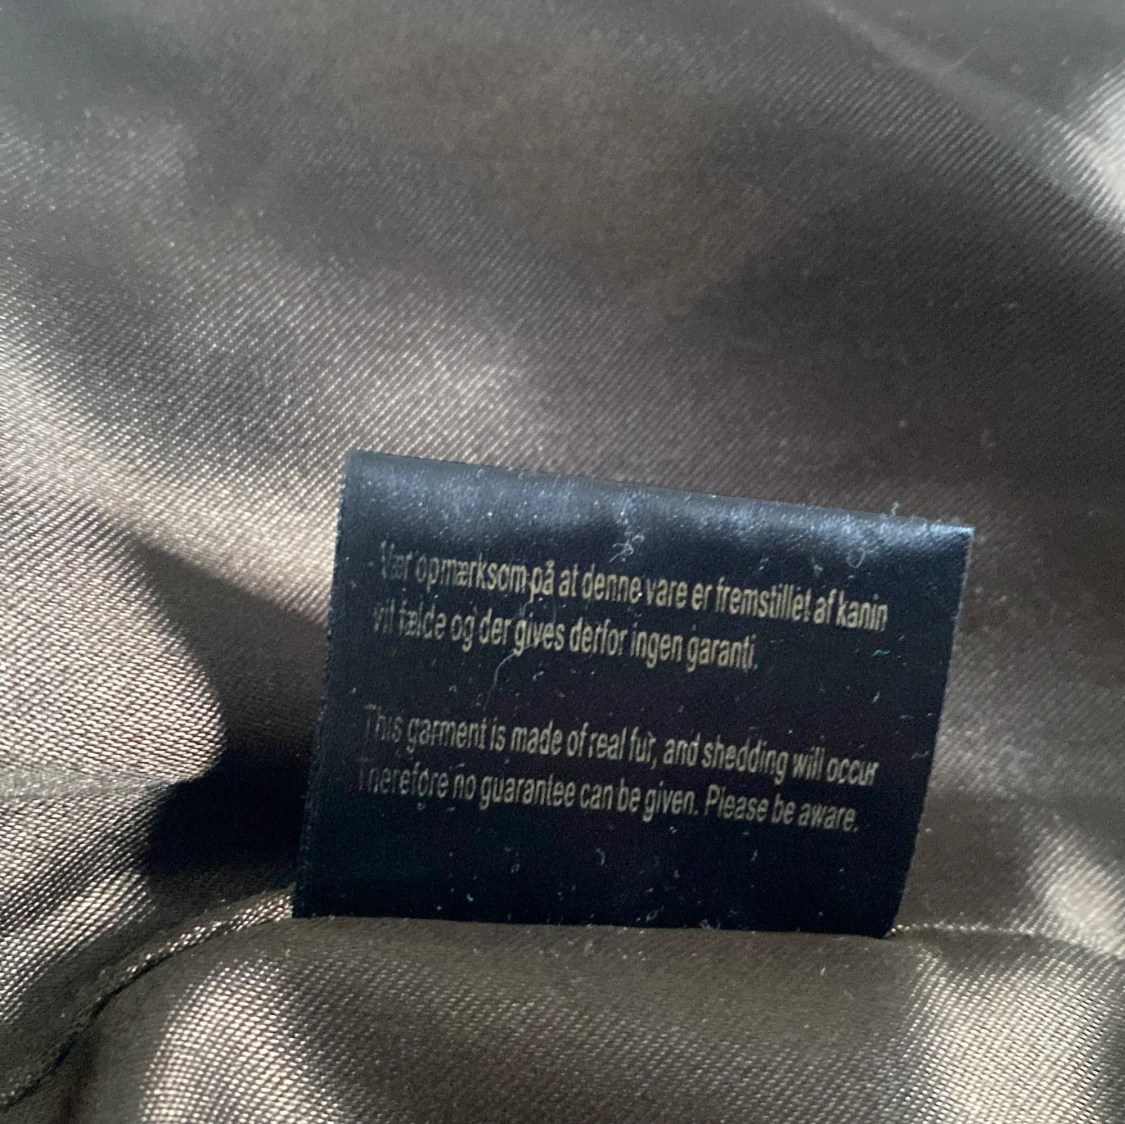 Vær opmærksom på at denne vare er fremstillet af kanin
vil fælde og der gives derfor ingen garanti.
This garment is made of real fur, and shedding will occur
Therefore no guarantee can be given. Please be aware.